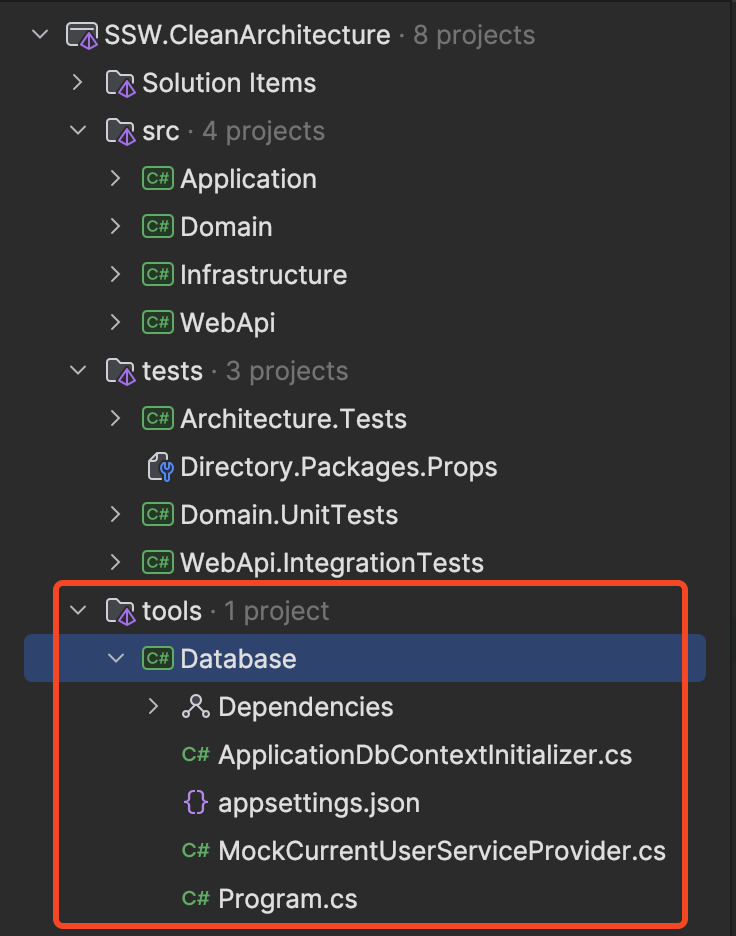 SSW.CleanArchitecture · 8 projects
Solution Items
src · 4 projects
C# Application
C# Domain
C# Infrastructure
C# WebApi
tests · 3 projects
C# Architecture.Tests
Directory.Packages.Props
C# Domain.UnitTests
C# WebApi.IntegrationTests
tools · 1 project
C# Database
Dependencies
C# ApplicationDbContextInitializer.cs
{} appsettings.json
C# MockCurrentUserServiceProvider.cs
C# Program.cs